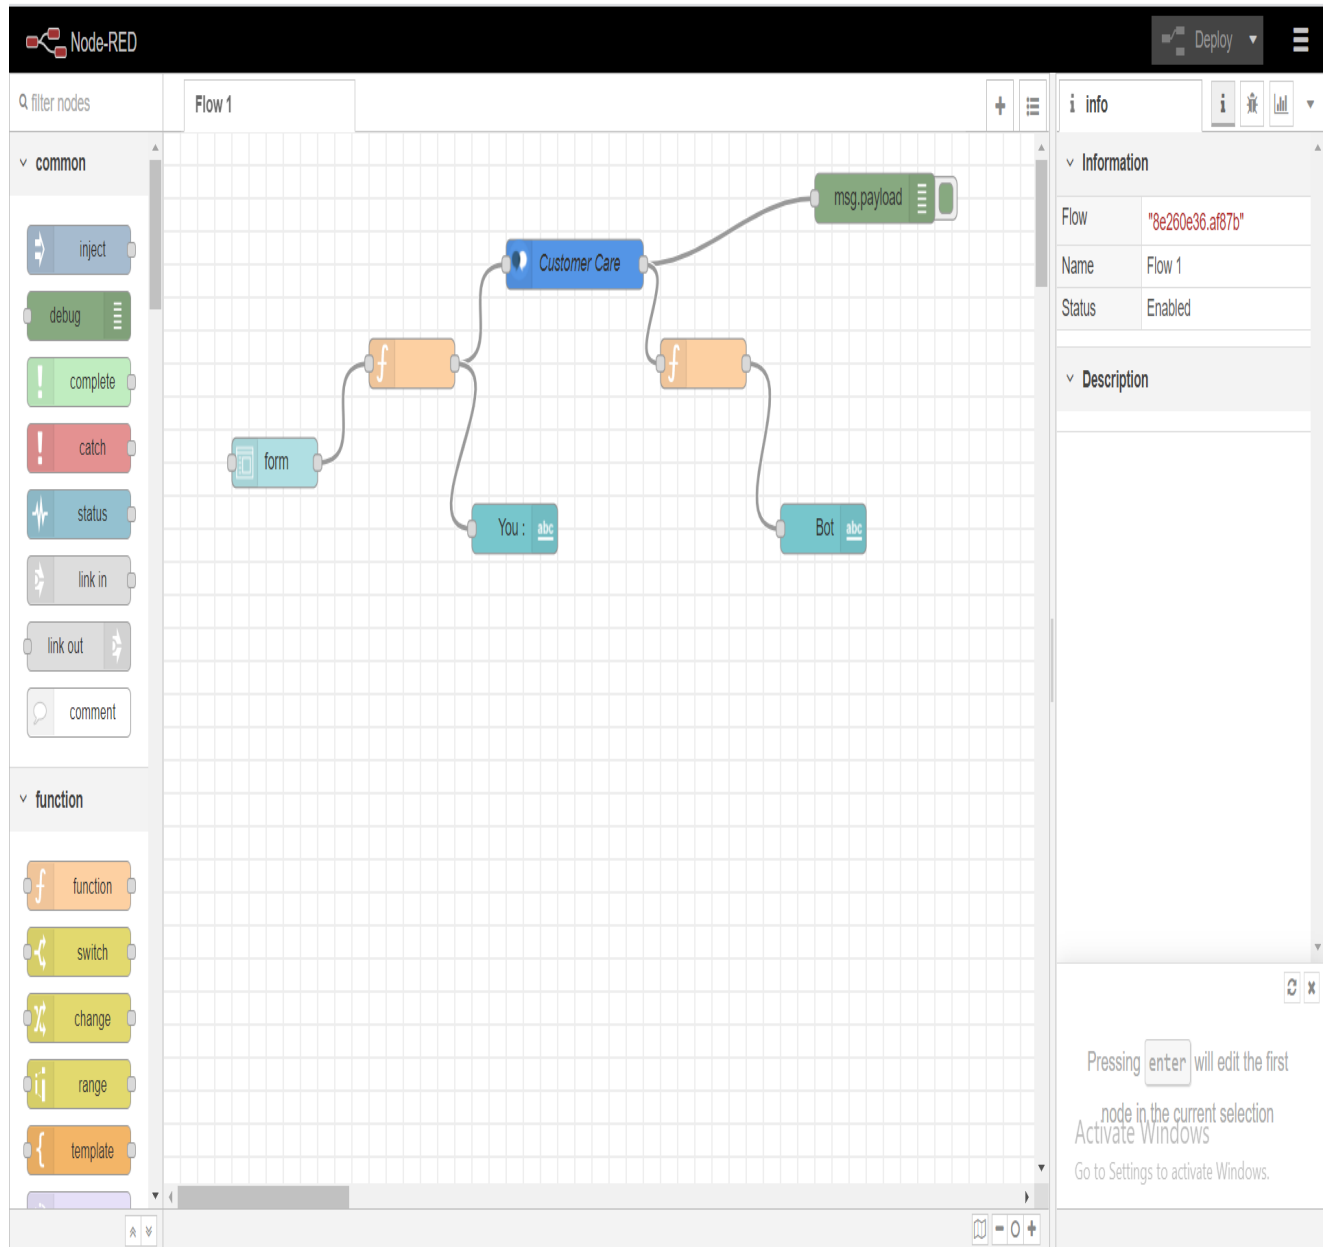 Node-RED
Deploy
filter nodes
Flow 1
info
common
inject
debug
complete
catch
status
link in
link out
comment
function
function
switch
change
range
template
msg.payload
Customer Care
form
You :
abc
Bot
abc
Information
Flow "8e260e36.af87b"
Name Flow 1
Status Enabled
Description
Pressing enter will edit the first
node in the current selection
Activate Windows
Go to Settings to activate Windows.